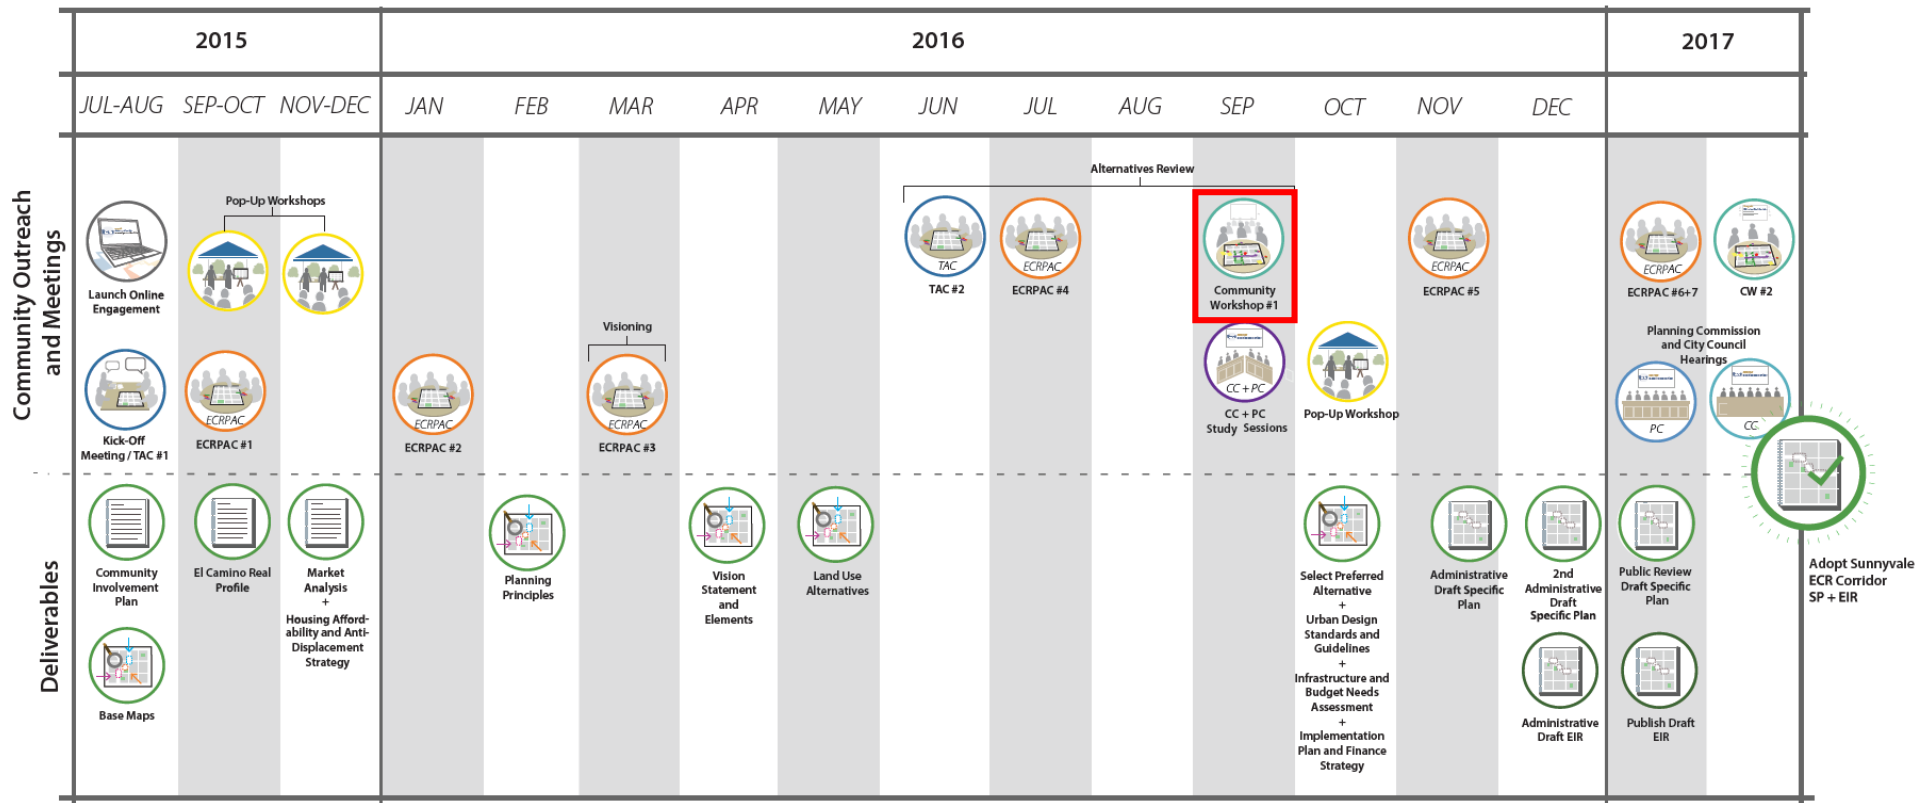 2015
2016
2017
JUL-AUG
SEP-OCT
NOV-DEC
JAN
FEB
MAR
APR
MAY
JUN
JUL
AUG
SEP
OCT
NOV
DEC
Community Outreach
and Meetings
Pop-Up Workshops
Alternatives Review
Launch Online
Engagement
TAC
TAC #2
ECRPAC
ECRPAC #4
Community
Workshop #1
ECRPAC
ECRPAC #5
ECRPAC
ECRPAC #6+7
CW #2
Visioning
Planning Commission
and City Council
Hearings
Kick-Off
Meeting / TAC #1
ECRPAC
ECRPAC #1
ECRPAC
ECRPAC #2
ECRPAC
ECRPAC #3
CC + PC
CC + PC
Study Sessions
Pop-Up Workshop
PC
CC
Deliverables
Community
Involvement
Plan
El Camino Real
Profile
Market
Analysis
+
Housing Afford-
ability and Anti-
Displacement
Strategy
Planning
Principles
Vision
Statement
and
Elements
Land Use
Alternatives
Select Preferred
Alternative
+
Urban Design
Standards and
Guidelines
+
Infrastructure and
Budget Needs
Assessment
+
Implementation
Plan and Finance
Strategy
Administrative
Draft Specific
Plan
2nd
Administrative
Draft
Specific Plan
Public Review
Draft Specific
Plan
Adopt Sunnyvale
ECR Corridor
SP + EIR
Base Maps
Administrative
Draft EIR
Publish Draft
EIR